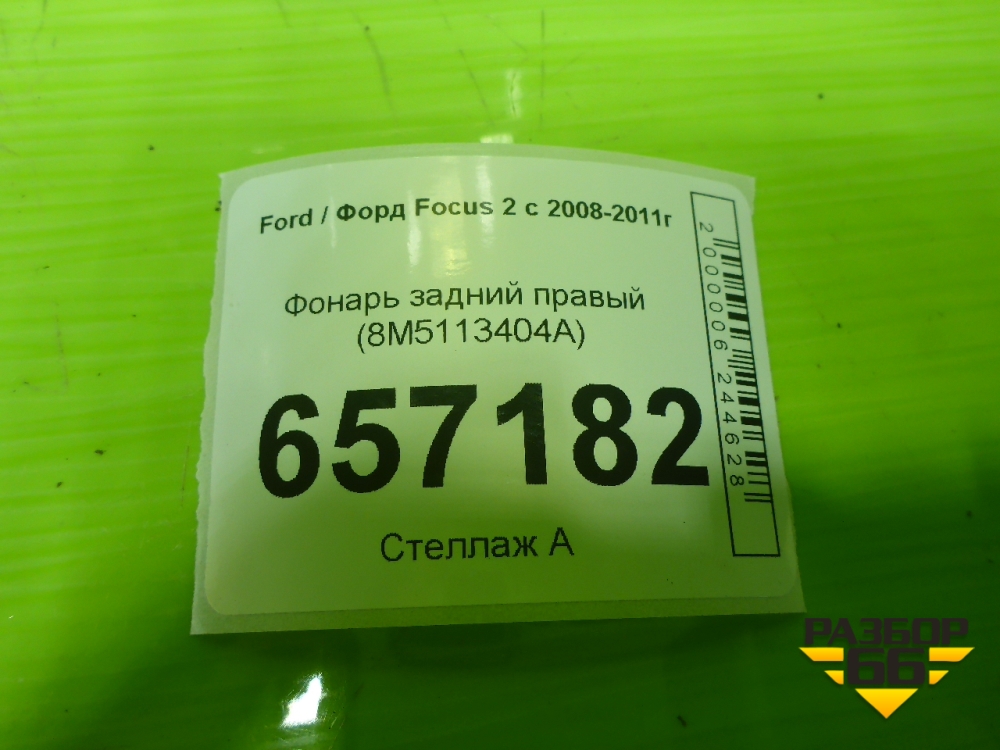 Ford / Форд Focus 2 с 2008-2011г
Фонарь задний правый
(8M5113404A)
657182
Стеллаж А
2000006244628
РАЗБОР
66